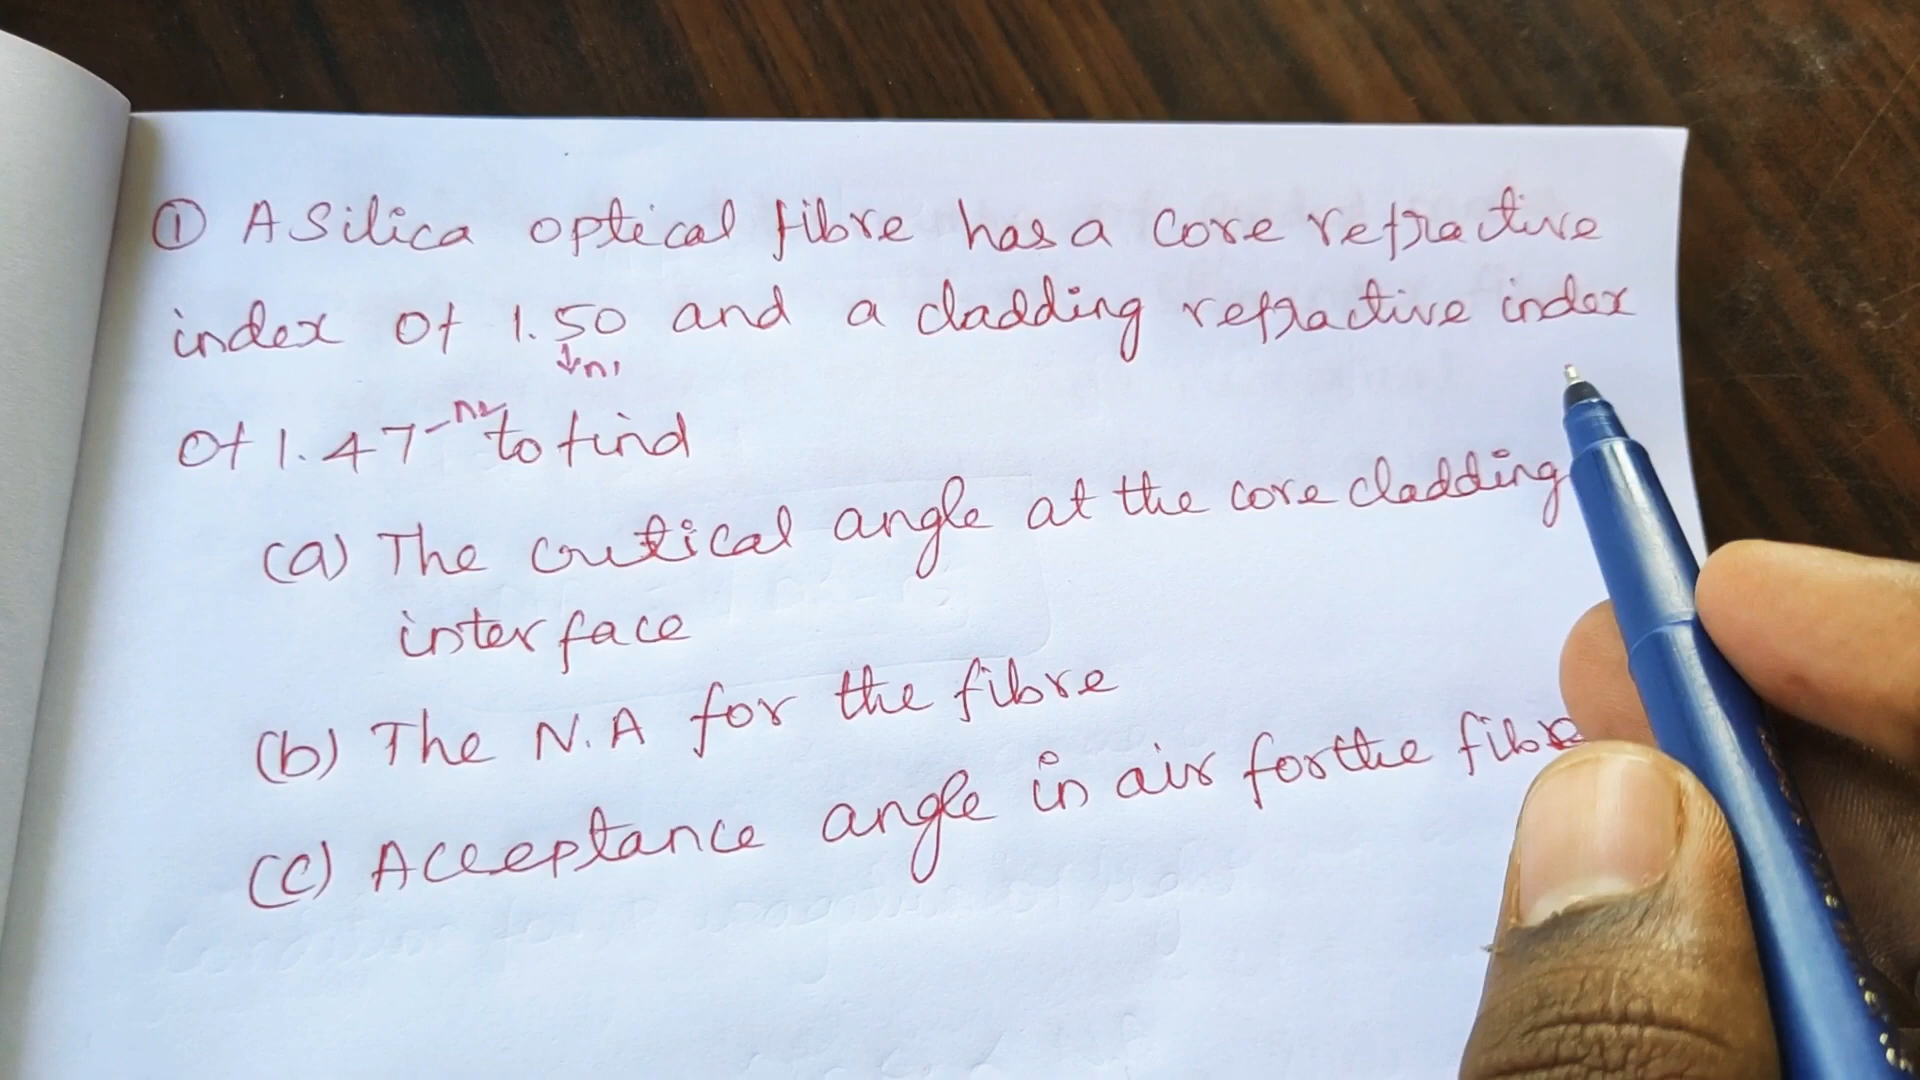 ① A Silica optical fibre has a core refractive
index of 1.50 and a cladding refractive index
↓n1
of 1.47-n2 to find
(a) The critical angle at the core cladding
interface
(b) The N.A for the fibre
(c) Acceptance angle in air for the fibre